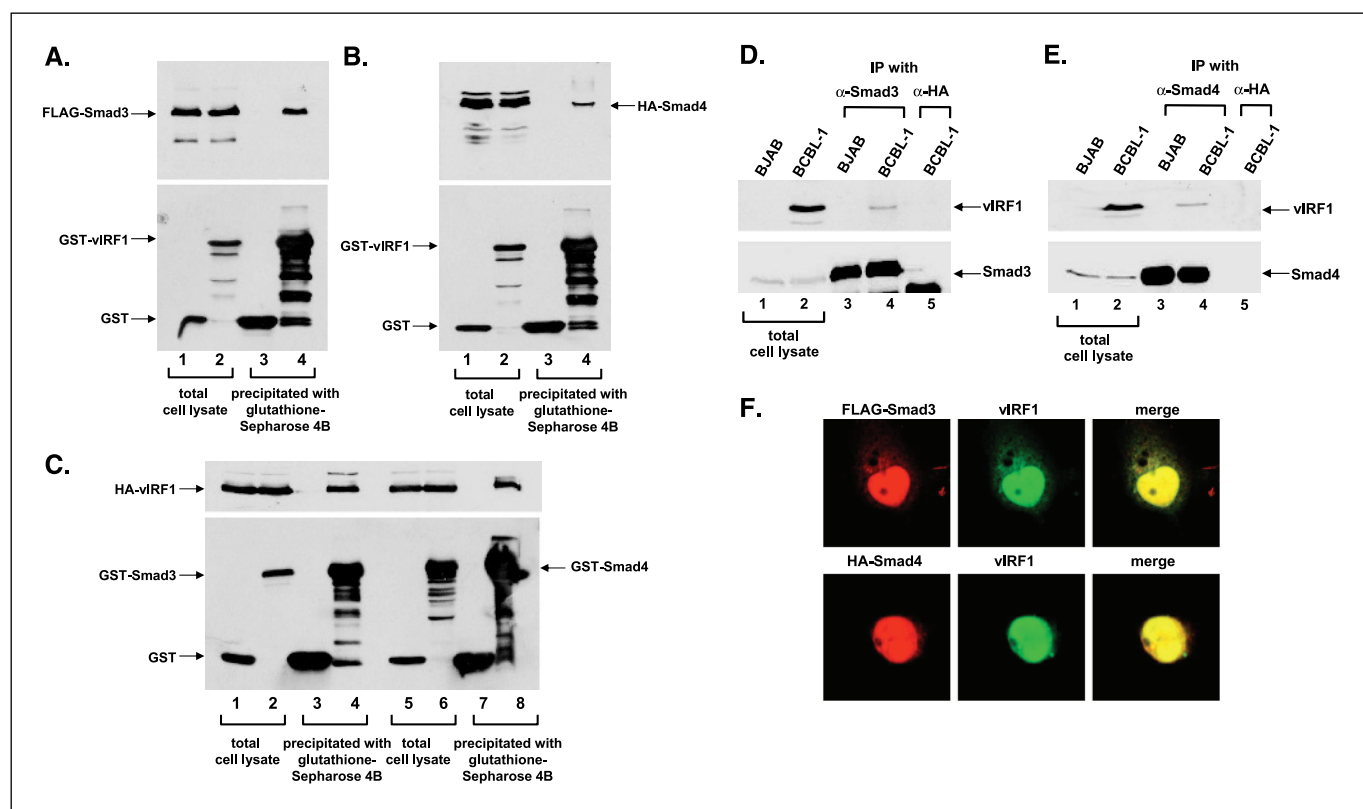 A.
FLAG-Smad3
GST-vIRF1
GST
1 2 3 4
total
cell lysate
precipitated with
glutathione-
Sepharose 4B
B.
HA-Smad4
GST-vIRF1
GST
1 2 3 4
total
cell lysate
precipitated with
glutathione-
Sepharose 4B
C.
HA-vIRF1
GST-Smad3
GST-Smad4
GST
1 2 3 4 5 6 7 8
total
cell lysate
precipitated with
glutathione-
Sepharose 4B
total
cell lysate
precipitated with
glutathione-
Sepharose 4B
D.
IP with
α-Smad3 α-HA
BJAB BCBL-1 BJAB BCBL-1 BCBL-1
vIRF1
Smad3
1 2 3 4 5
total
cell lysate
E.
IP with
α-Smad4 α-HA
BJAB BCBL-1 BJAB BCBL-1 BCBL-1
vIRF1
Smad4
1 2 3 4 5
total
cell lysate
F.
FLAG-Smad3 vIRF1 merge
HA-Smad4 vIRF1 merge